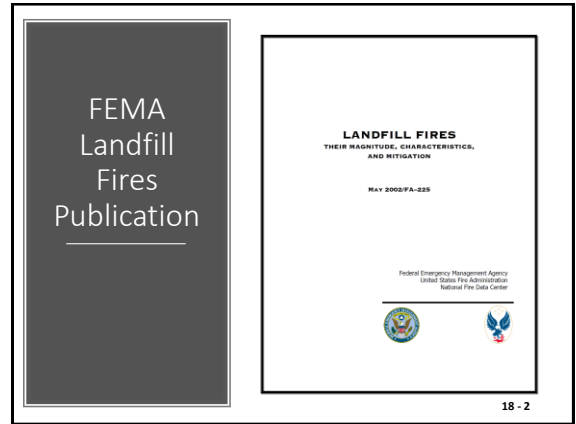 FEMA
Landfill
Fires
Publication
LANDFILL FIRES
THEIR MAGNITUDE, CHARACTERISTICS,
AND MITIGATION
MAY 2002/FA-225
Federal Emergency Management Agency
United States Fire Administration
National Fire Data Center
18 - 2